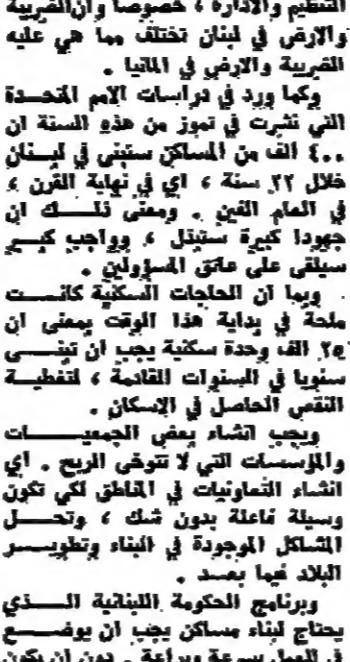 التنظيم والادارة ، خصوصا وان الضريبة
والارض في لبنان تختلف مما هي عليه
الضريبة والارض في المانيا .
وكما ورد في دراسات الامم المتحدة
التي نشرت في تموز من هذه السنة ان
٤٠٠ الف من المساكن ستبنى في لبنان
خلال ٢٢ سنة ، اي في نهاية القرن ،
في العام الفين . ومعنى ذلك ان
جهودا كبيرة ستبذل ، وواجب كبير
سيلقى على عاتق المسؤولين .
وبما ان الحاجات السكنية كانت
ملحة في بداية هذا الوقت بمعنى ان
٢٥ الف وحدة سكنية يجب ان تبنى
سنويا في السنوات القادمة ، لتغطية
النقص الحاصل في الاسكان .
ويجب انشاء بعض الجمعيات
والمؤسسات التي لا تتوخى الربح . أي
انشاء التعاونيات في المناطق لكي تكون
وسيلة فاعلة بدون شك ، وتحل
المشاكل الموجودة في البناء وتطوير
البلاد فيما بعد .
وبرنامج الحكومة اللبنانية الذي
يحتاج لبناء مساكن يجب ان يوضع
في العمل بسرعة وبراعة . دون ان يكون